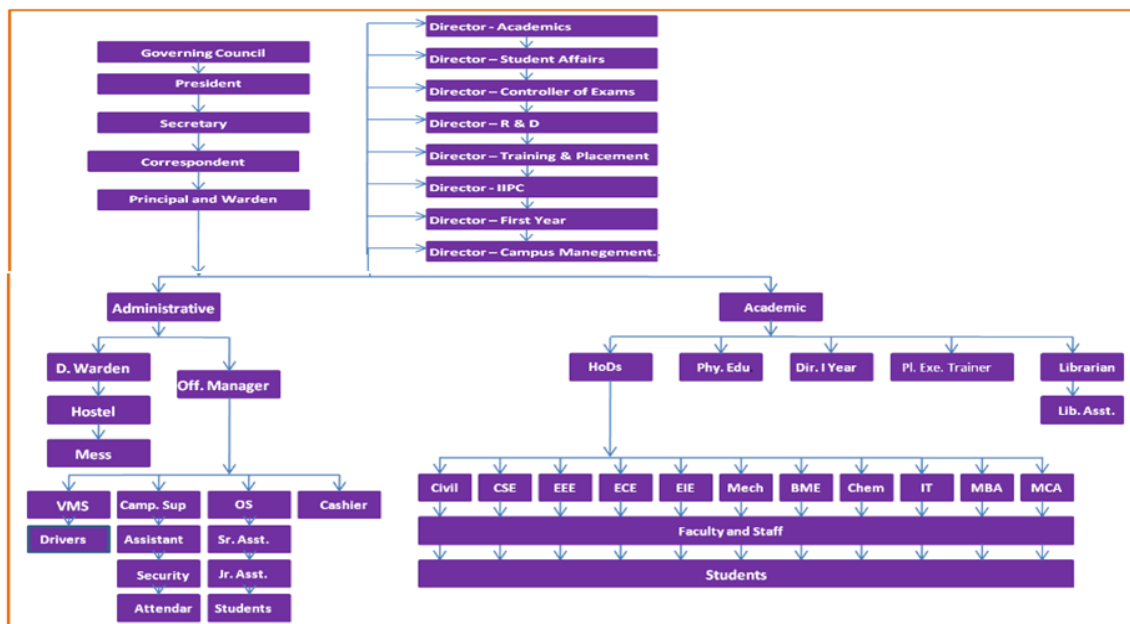 Governing Council
President
Secretary
Correspondent
Principal and Warden
Director - Academics
Director – Student Affairs
Director – Controller of Exams
Director – R & D
Director – Training & Placement
Director - IIPC
Director – First Year
Director – Campus Manegement..
Administrative
Academic
D. Warden
Off. Manager
Hostel
Mess
HoDs
Phy. Edu
Dir. I Year
Pl. Exe. Trainer
Librarian
Lib. Asst.
VMS
Camp. Sup
OS
Cashier
Drivers
Assistant
Sr. Asst.
Security
Jr. Asst.
Attendar
Students
Civil
CSE
EEE
ECE
EIE
Mech
BME
Chem
IT
MBA
MCA
Faculty and Staff
Students